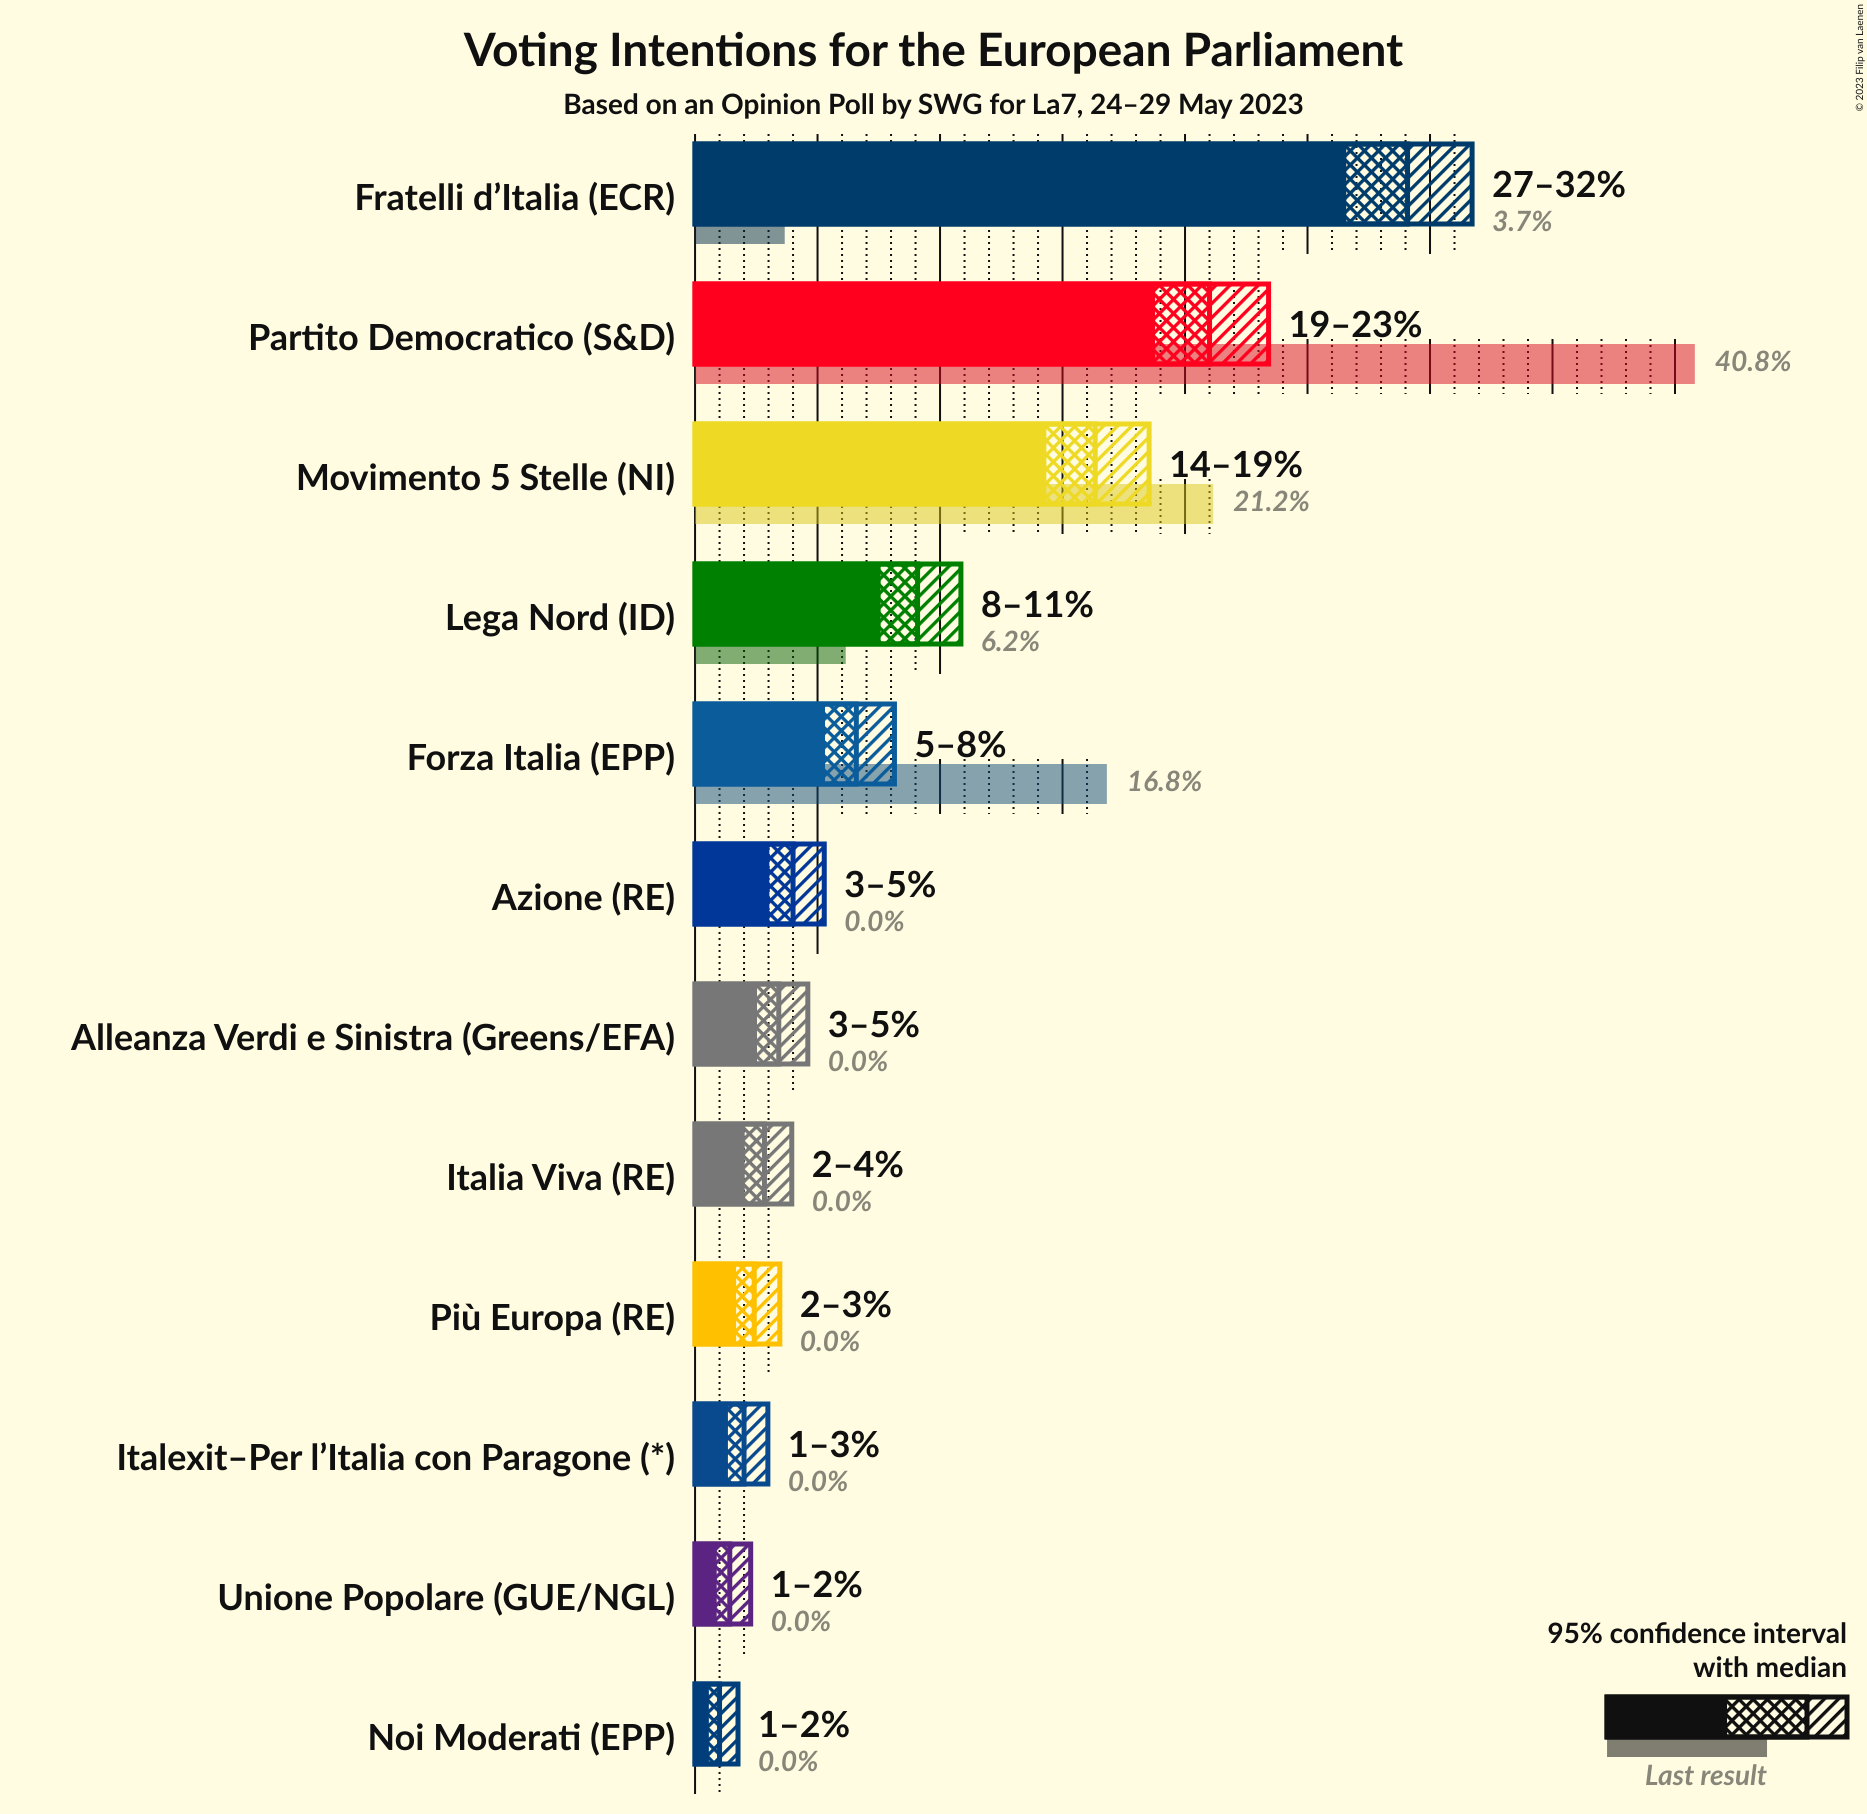 Voting Intentions for the European Parliament
Based on an Opinion Poll by SWG for La7, 24–29 May 2023
© 2023 Filip van Laenen
Fratelli d’Italia (ECR)
27–32%
3.7%
Partito Democratico (S&D)
19–23%
40.8%
Movimento 5 Stelle (NI)
14–19%
21.2%
Lega Nord (ID)
8–11%
6.2%
Forza Italia (EPP)
5–8%
16.8%
Azione (RE)
3–5%
0.0%
Alleanza Verdi e Sinistra (Greens/EFA)
3–5%
0.0%
Italia Viva (RE)
2–4%
0.0%
Più Europa (RE)
2–3%
0.0%
Italexit–Per l’Italia con Paragone (*)
1–3%
0.0%
Unione Popolare (GUE/NGL)
1–2%
0.0%
Noi Moderati (EPP)
1–2%
0.0%
95% confidence interval
with median
Last result